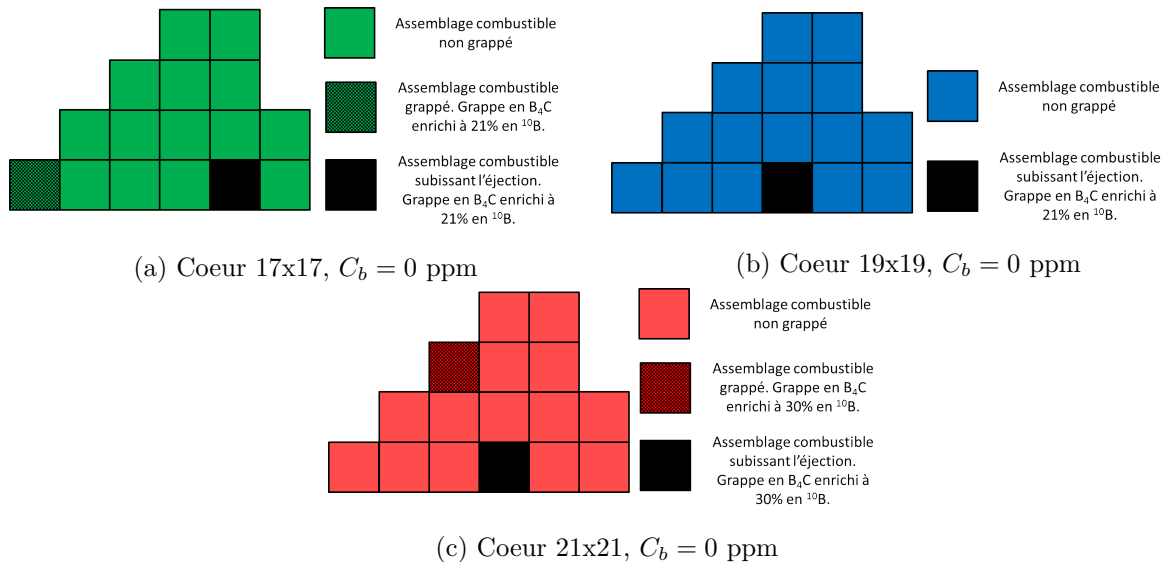 Assemblage combustible
non grappé
Assemblage combustible
grappé. Grappe en B₄C
enrichi à 21% en ¹⁰B.
Assemblage combustible
subissant l'éjection.
Grappe en B₄C enrichi à
21% en ¹⁰B.
(a) Coeur 17x17, C_b = 0 ppm
Assemblage combustible
non grappé
Assemblage combustible
subissant l'éjection.
Grappe en B₄C enrichi à
21% en ¹⁰B.
(b) Coeur 19x19, C_b = 0 ppm
Assemblage combustible
non grappé
Assemblage combustible
grappé. Grappe en B₄C
enrichi à 30% en ¹⁰B.
Assemblage combustible
subissant l'éjection.
Grappe en B₄C enrichi à
30% en ¹⁰B.
(c) Coeur 21x21, C_b = 0 ppm